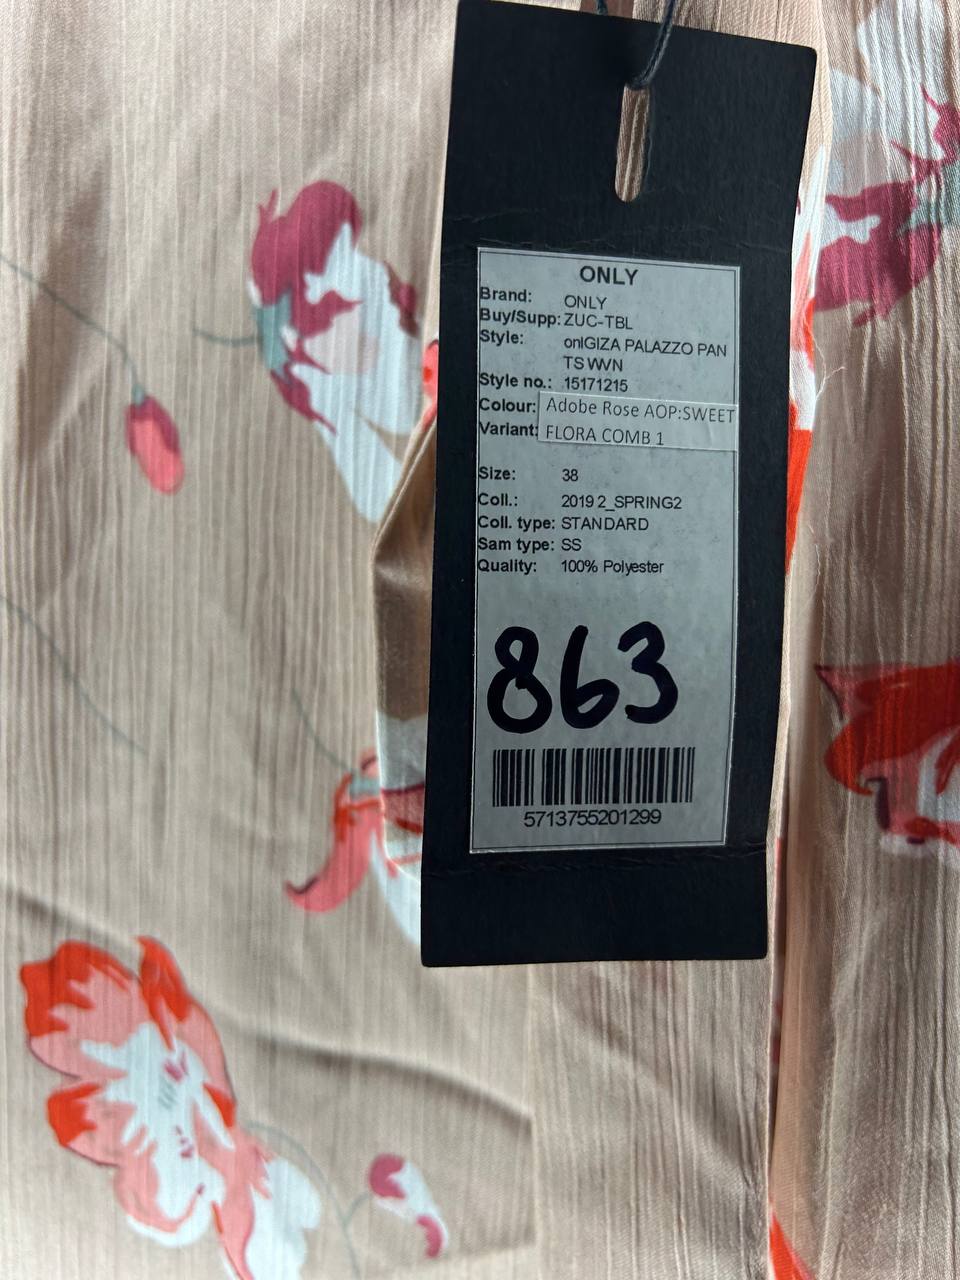 ONLY
Brand: ONLY
Buy/Supp: ZUC-TBL
Style: onlGIZA PALAZZO PAN
TS WVN
Style no.: 15171215
Colour: Adobe Rose AOP:SWEET
Variant: FLORA COMB 1
Size: 38
Coll.: 2019 2_SPRING2
Coll. type: STANDARD
Sam type: SS
Quality: 100% Polyester
863
5713755201299